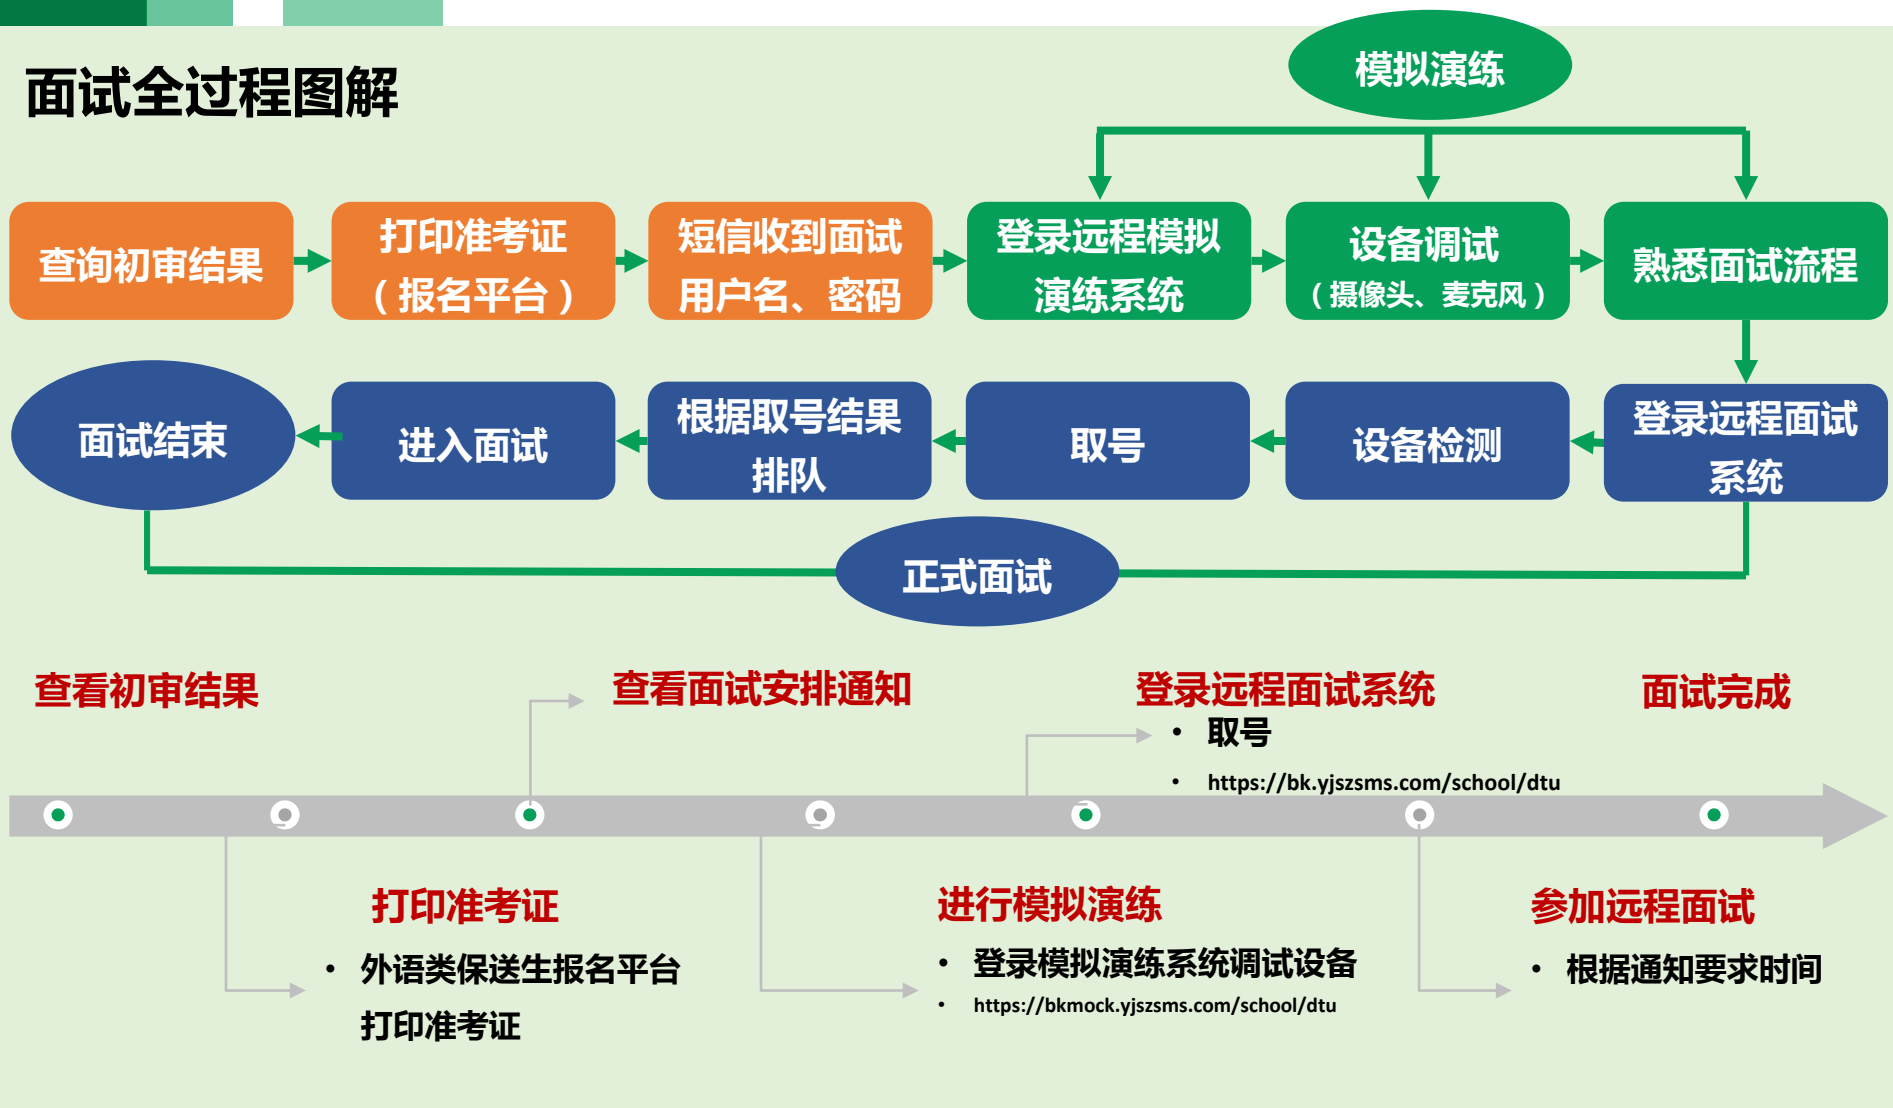 面试全过程图解
模拟演练
查询初审结果
打印准考证
（报名平台）
短信收到面试
用户名、密码
登录远程模拟
演练系统
设备调试
（摄像头、麦克风）
熟悉面试流程
面试结束
进入面试
根据取号结果
排队
取号
设备检测
登录远程面试
系统
正式面试
查看初审结果
查看面试安排通知
登录远程面试系统
• 取号
• https://bk.yjszsms.com/school/dtu
面试完成
打印准考证
• 外语类保送生报名平台
打印准考证
进行模拟演练
• 登录模拟演练系统调试设备
• https://bkmock.yjszsms.com/school/dtu
参加远程面试
• 根据通知要求时间